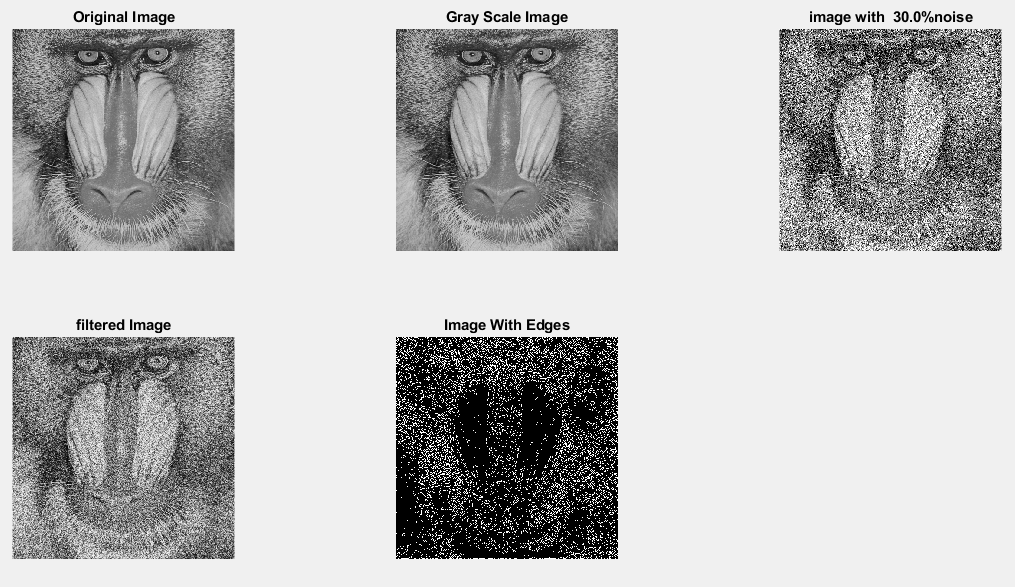 Original Image
Gray Scale Image
image with  30.0%noise
filtered Image
Image With Edges